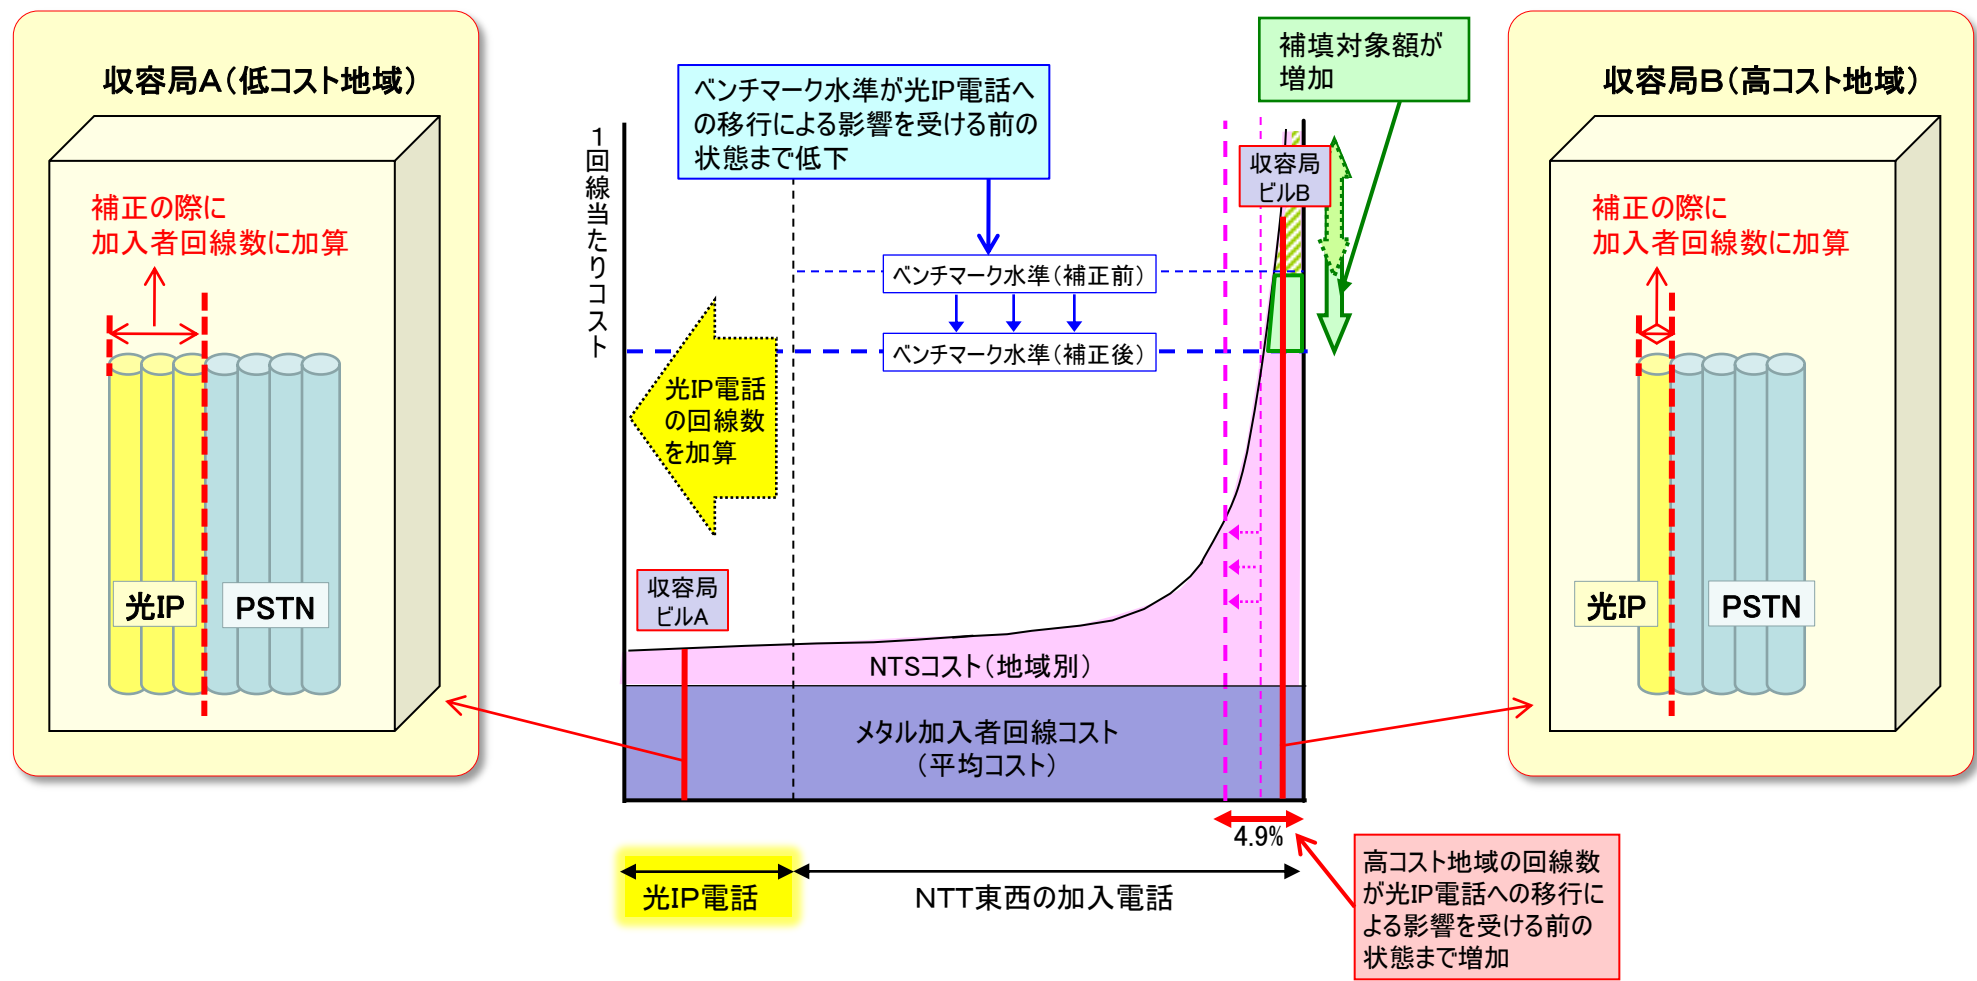 収容局A（低コスト地域）
補正の際に
加入者回線数に加算
光IP
PSTN
ベンチマーク水準が光IP電話へ
の移行による影響を受ける前の
状態まで低下
１回線当たりコスト
ベンチマーク水準（補正前）
ベンチマーク水準（補正後）
光IP電話
の回線数
を加算
収容局
ビルA
収容局
ビルB
補填対象額が
増加
NTSコスト（地域別）
メタル加入者回線コスト
（平均コスト）
4.9%
光IP電話
NTT東西の加入電話
高コスト地域の回線数
が光IP電話への移行に
よる影響を受ける前の
状態まで増加
収容局B（高コスト地域）
補正の際に
加入者回線数に加算
光IP
PSTN